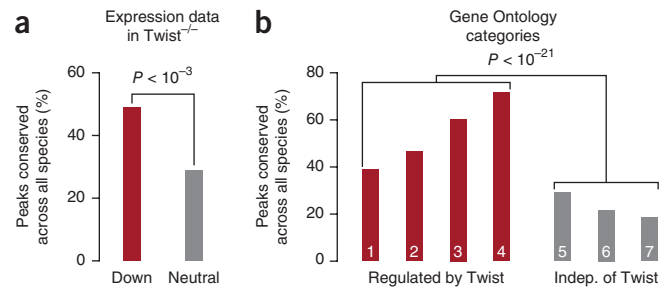 a
Expression data
in Twist–/–
P < 10–3
Peaks conserved
across all species (%)
60
40
20
0
Down Neutral
b
Gene Ontology
categories
P < 10–21
Peaks conserved
across all species (%)
80
60
40
20
0
1 2 3 4 5 6 7
Regulated by Twist Indep. of Twist